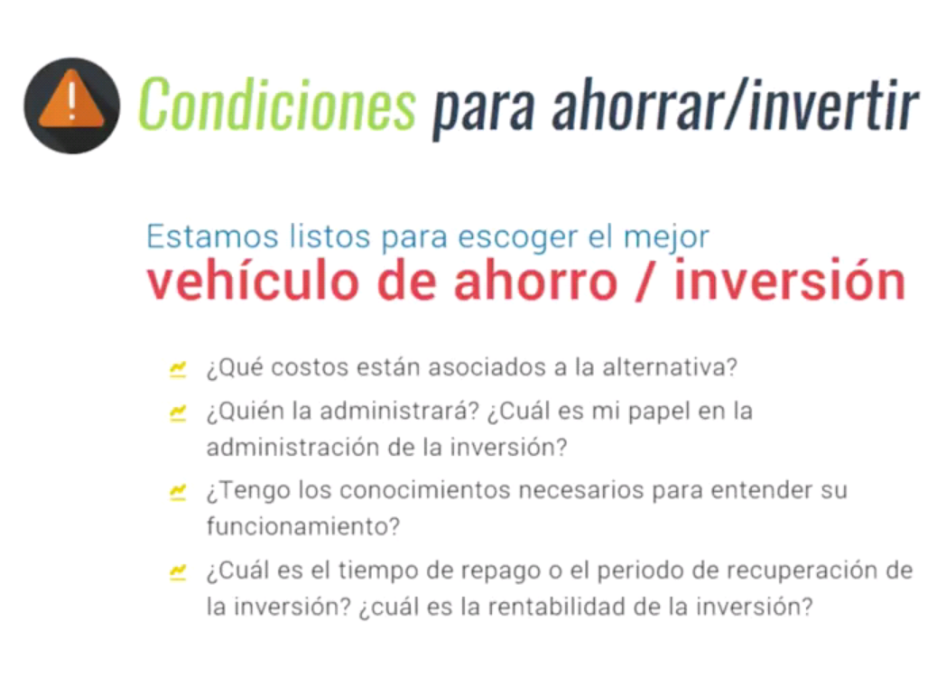 Condiciones para ahorrar/invertir
Estamos listos para escoger el mejor
vehículo de ahorro / inversión
¿Qué costos están asociados a la alternativa?
¿Quién la administrará? ¿Cuál es mi papel en la
administración de la inversión?
¿Tengo los conocimientos necesarios para entender su
funcionamiento?
¿Cuál es el tiempo de repago o el periodo de recuperación de
la inversión? ¿cuál es la rentabilidad de la inversión?